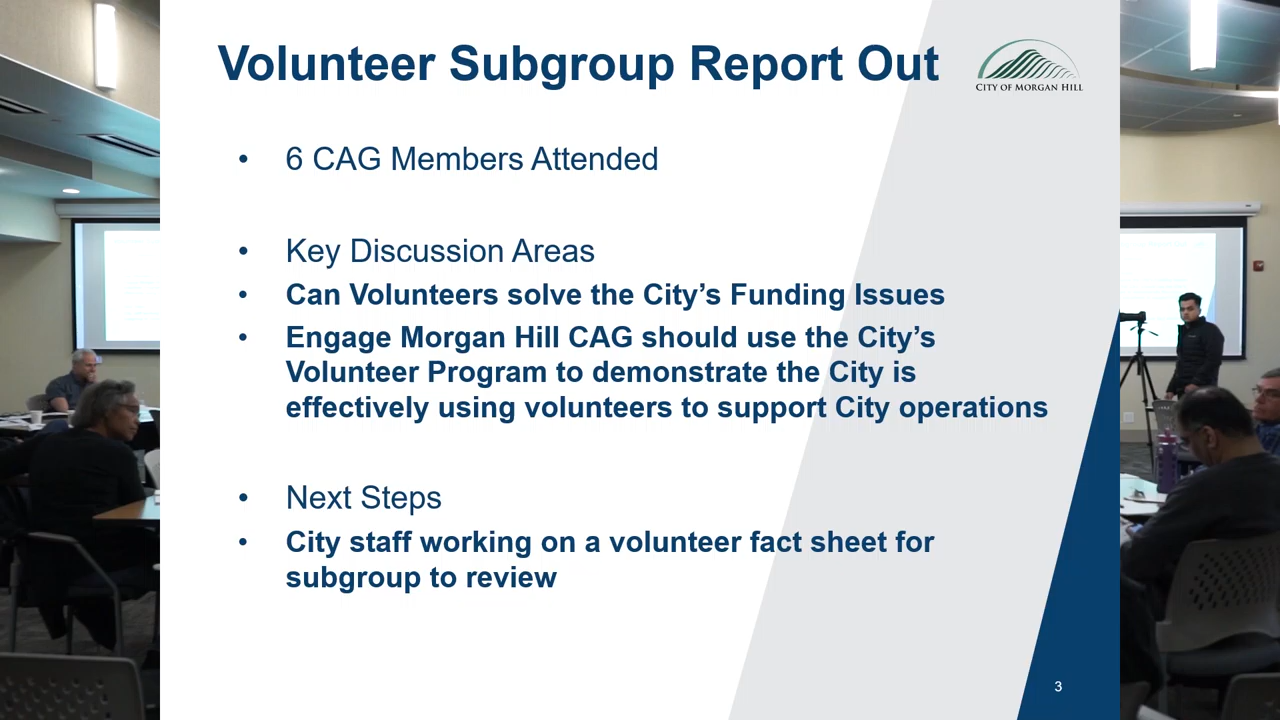 Volunteer Subgroup Report Out
CITY OF MORGAN HILL
• 6 CAG Members Attended
• Key Discussion Areas
• Can Volunteers solve the City’s Funding Issues
• Engage Morgan Hill CAG should use the City’s
Volunteer Program to demonstrate the City is
effectively using volunteers to support City operations
• Next Steps
• City staff working on a volunteer fact sheet for
subgroup to review
3